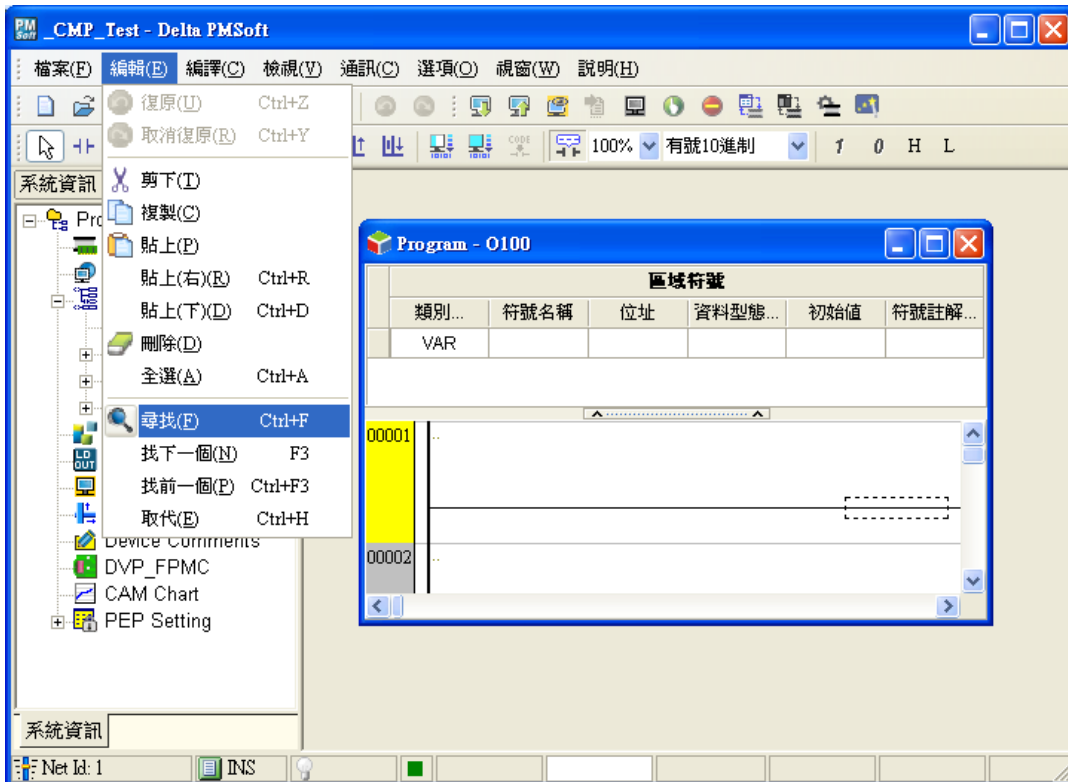 _CMP_Test - Delta PMSoft
檔案(F) 編輯(E) 編譯(C) 檢視(V) 通訊(C) 選項(O) 視窗(W) 説明(H)
復原(U) Ctrl+Z
取消復原(R) Ctrl+Y
剪下(T)
複製(C)
貼上(P)
貼上(右)(R) Ctrl+R
貼上(下)(D) Ctrl+D
刪除(D)
全選(A) Ctrl+A
尋找(F) Ctrl+F
找下一個(N) F3
找前一個(P) Ctrl+F3
取代(E) Ctrl+H
CODE 100% 有號10進制 1 0 H L
系統資訊
Device Comments
DVP_FPMC
CAM Chart
PEP Setting
系統資訊
Program - O100
區域符號
類別... 符號名稱 位址 資料型態... 初始值 符號註解...
VAR
00001
00002
Net Id: 1 INS